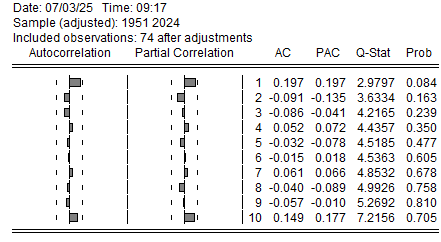 Date: 07/03/25 Time: 09:17
Sample (adjusted): 1951 2024
Included observations: 74 after adjustments
Autocorrelation Partial Correlation AC PAC Q-Stat Prob
1 0.197 0.197 2.9797 0.084
2 -0.091 -0.135 3.6334 0.163
3 -0.086 -0.041 4.2165 0.239
4 0.052 0.072 4.4357 0.350
5 -0.032 -0.078 4.5185 0.477
6 -0.015 0.018 4.5363 0.605
7 0.061 0.066 4.8532 0.678
8 -0.040 -0.089 4.9926 0.758
9 -0.057 -0.010 5.2692 0.810
10 0.149 0.177 7.2156 0.705